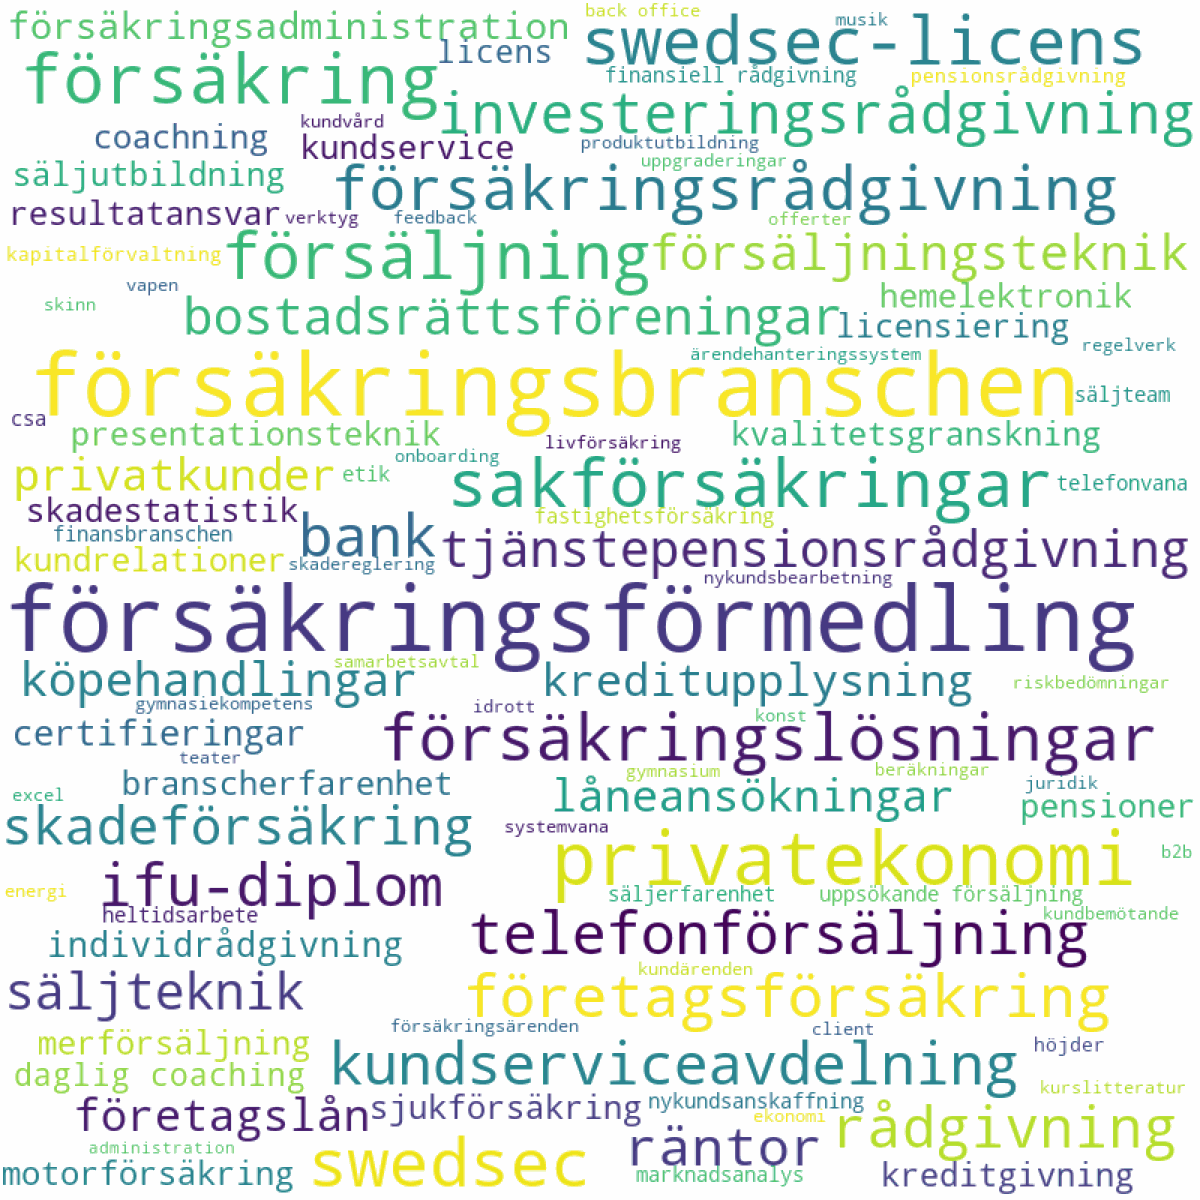 back office
musik
försäkringsadministration
licens
swedsec-licens
försäkring
finansiell rådgivning
pensionsrådgivning
investeringsrådgivning
kundvård
coachning
kundservice
produktutbildning
uppgraderingar
säljutbildning
försäkringsrådgivning
resultatansvar
verktyg
feedback
offerter
kapitalförvaltning
försäljning
försäljningsteknik
vapen
skinn
hemelektronik
bostadsrättsföreningar
licensiering
regelverk
ärendehanteringssystem
försäkringsbranschen
säljteam
csa
presentationsteknik
livförsäkring
kvalitetsgranskning
onboarding
privatkunder
etik
sakförsäkringar
telefonvana
skadestatistik
fastighetsförsäkring
finansbranschen
bank
tjänstepensionsrådgivning
kundrelationer
skadereglering
nykundsbearbetning
försäkringsförmedling
samarbetsavtal
köpehandlingar
kreditupplysning
riskbedömningar
gymnasiekompetens
idrott
konst
certifieringar
försäkringslösningar
teater
gymnasium
beräkningar
branscherfarenhet
juridik
excel
låneansökningar
pensioner
skadeförsäkring
systemvana
privatekonomi
b2b
ifu-diplom
energi
säljerfarenhet
uppsökande försäljning
heltidsarbete
kundbemötande
telefonförsäljning
individrådgivning
kundärenden
säljteknik
företagsförsäkring
försäkringsärenden
client
merförsäljning
höjder
daglig coaching
kundserviceavdelning
kurslitteratur
företagslån
sjukförsäkring
nykundsanskaffning
ekonomi
rådgivning
administration
räntor
motorförsäkring
swedsec
marknadsanalys
kreditgivning